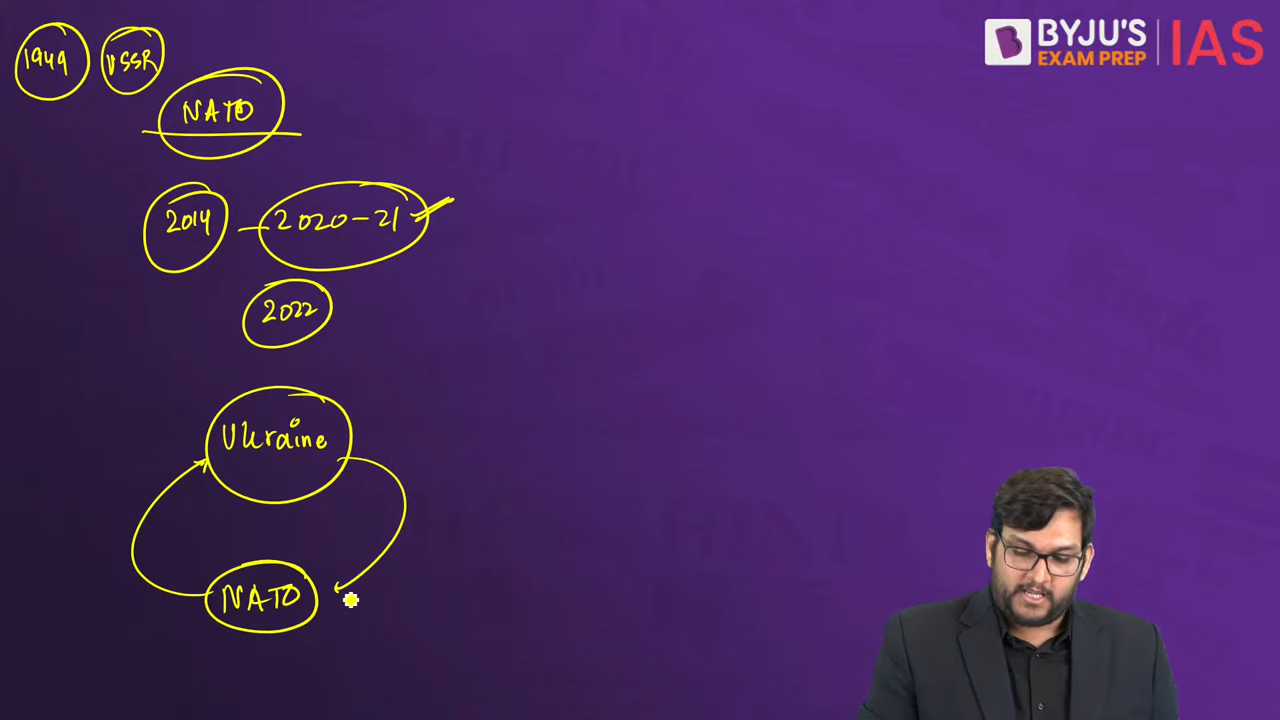 1949 USSR
BYJU'S
EXAM PREP
IAS
NATO
2014 - 2020-21
2022
Ukraine
NATO